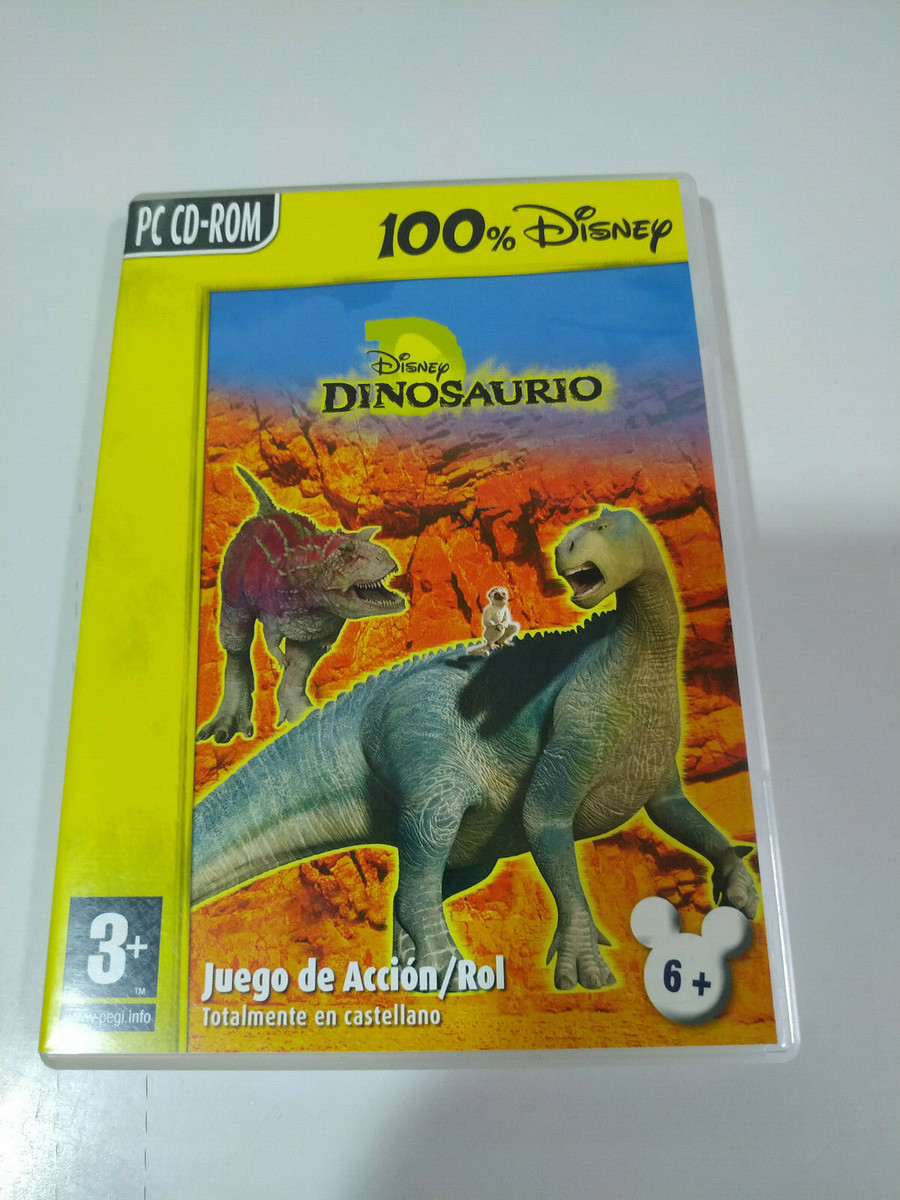 PC CD-ROM
100% Disney
Disney
DINOSAURIO
3+
TM
www.pegi.info
Juego de Acción/Rol
Totalmente en castellano
6+